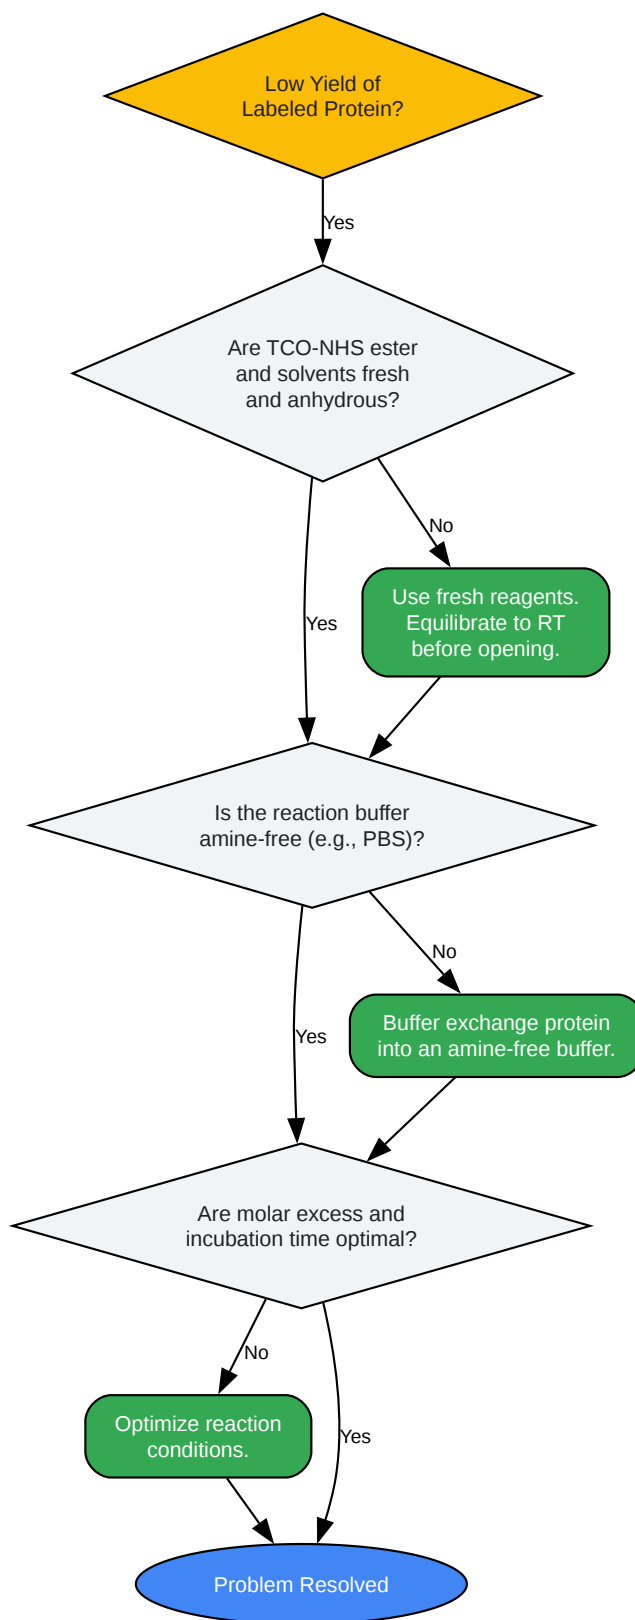 Low Yield of
Labeled Protein?
Yes
Are TCO-NHS ester
and solvents fresh
and anhydrous?
No
Use fresh reagents.
Equilibrate to RT
before opening.
Yes
Is the reaction buffer
amine-free (e.g., PBS)?
No
Buffer exchange protein
into an amine-free buffer.
Yes
Are molar excess and
incubation time optimal?
No
Optimize reaction
conditions.
Yes
Problem Resolved